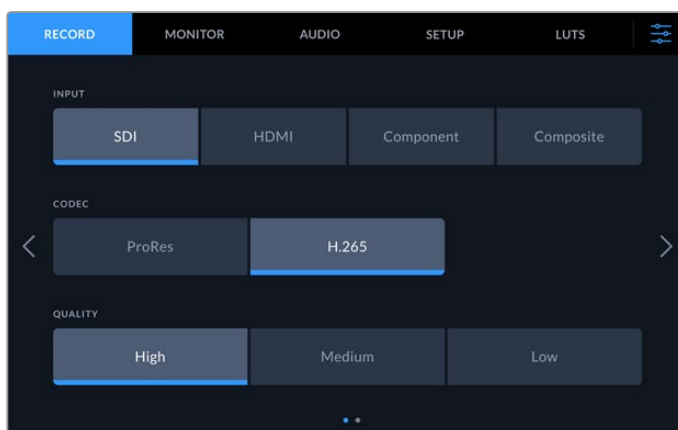 RECORD MONITOR AUDIO SETUP LUTS
INPUT
SDI HDMI Component Composite
CODEC
ProRes H.265
QUALITY
High Medium Low